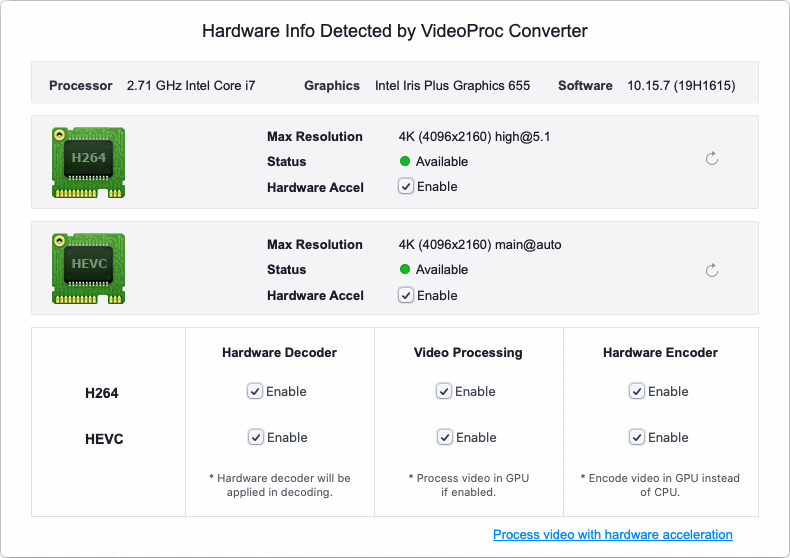 Hardware Info Detected by VideoProc Converter
Processor 2.71 GHz Intel Core i7 Graphics Intel Iris Plus Graphics 655 Software 10.15.7 (19H1615)
H264
Max Resolution 4K (4096x2160) high@5.1
Status Available
Hardware Accel Enable
HEVC
Max Resolution 4K (4096x2160) main@auto
Status Available
Hardware Accel Enable
Hardware Decoder Video Processing Hardware Encoder
H264 Enable Enable Enable
HEVC Enable Enable Enable
* Hardware decoder will be * Process video in GPU * Encode video in GPU instead
applied in decoding. if enabled. of CPU.
Process video with hardware acceleration